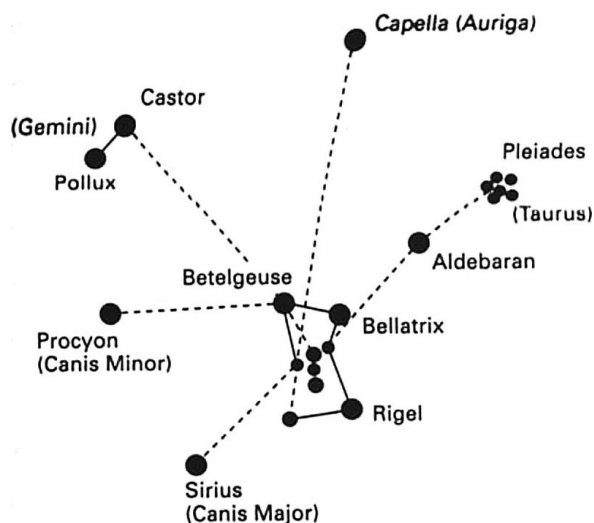 Capella (Auriga)
Castor
(Gemini)
Pollux
Pleiades
(Taurus)
Aldebaran
Betelgeuse
Bellatrix
Procyon
(Canis Minor)
Rigel
Sirius
(Canis Major)